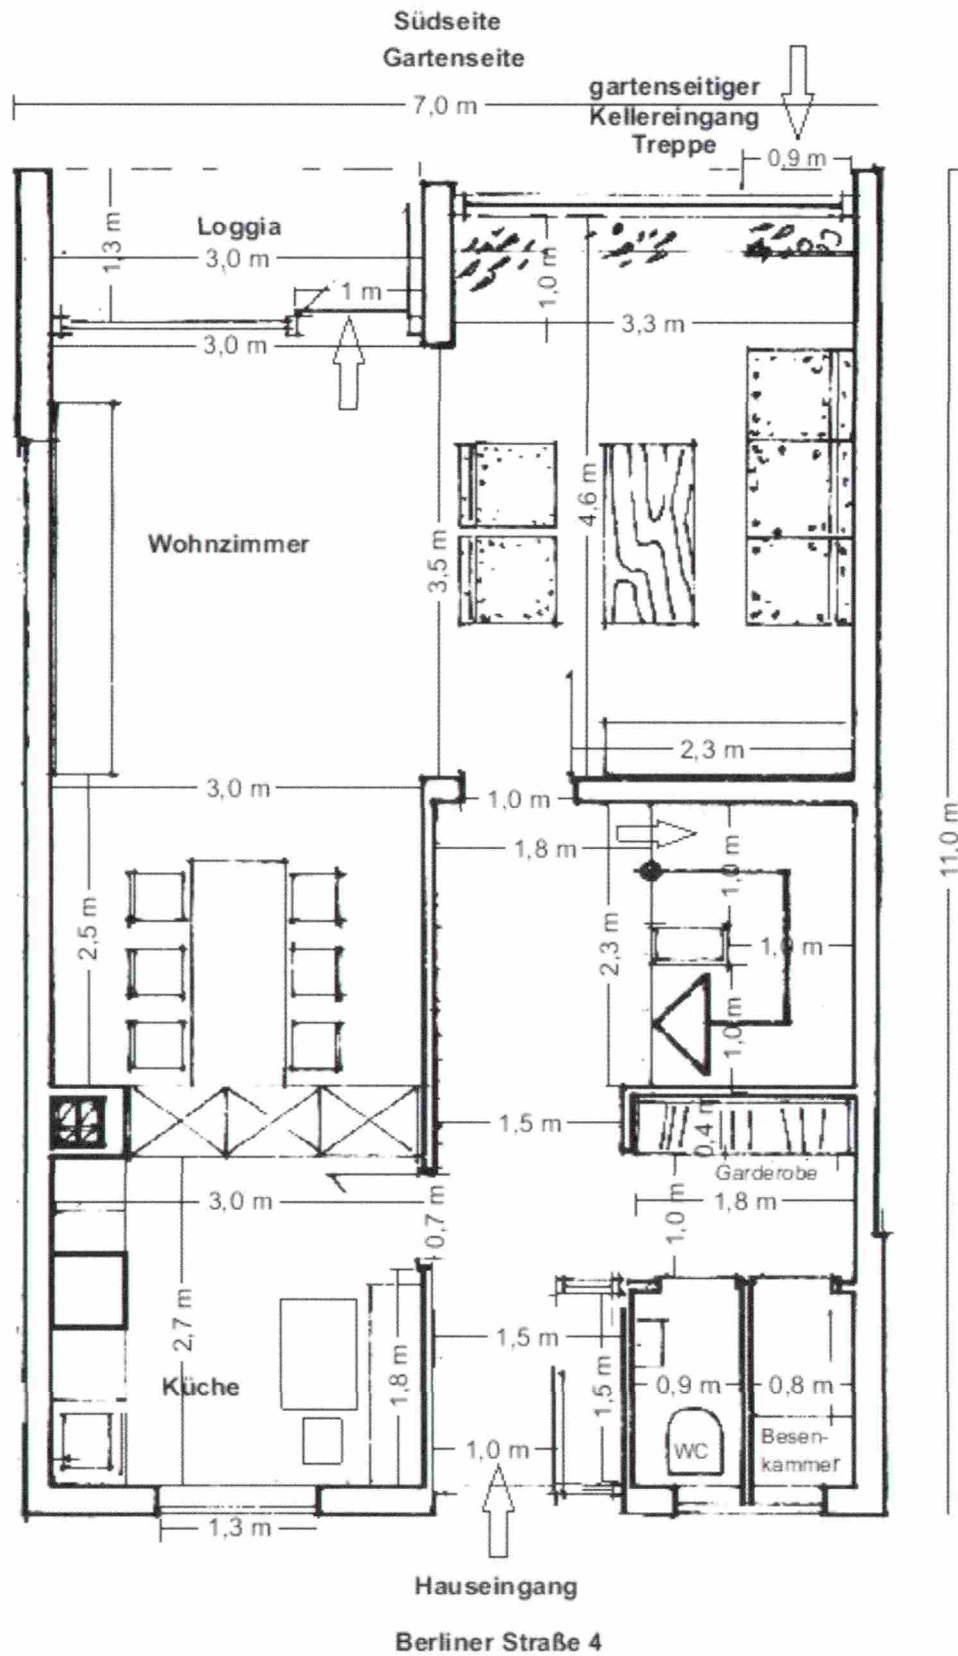 Südseite
Gartenseite
7,0 m
gartenseitiger
Kellereingang
Treppe
0,9 m
Loggia
1,3 m
3,0 m
1 m
3,0 m
1,0 m
3,3 m
11,0 m
Wohnzimmer
3,5 m
4,6 m
2,3 m
3,0 m
1,0 m
1,8 m
1,0 m
2,5 m
2,3 m
1,0 m
1,0 m
1,5 m
0,4 m
Garderobe
3,0 m
0,7 m
1,0 m
1,8 m
2,7 m
1,5 m
Küche
1,8 m
1,5 m
0,9 m
0,8 m
1,0 m
WC
Besen-
kammer
1,3 m
Hauseingang
Berliner Straße 4